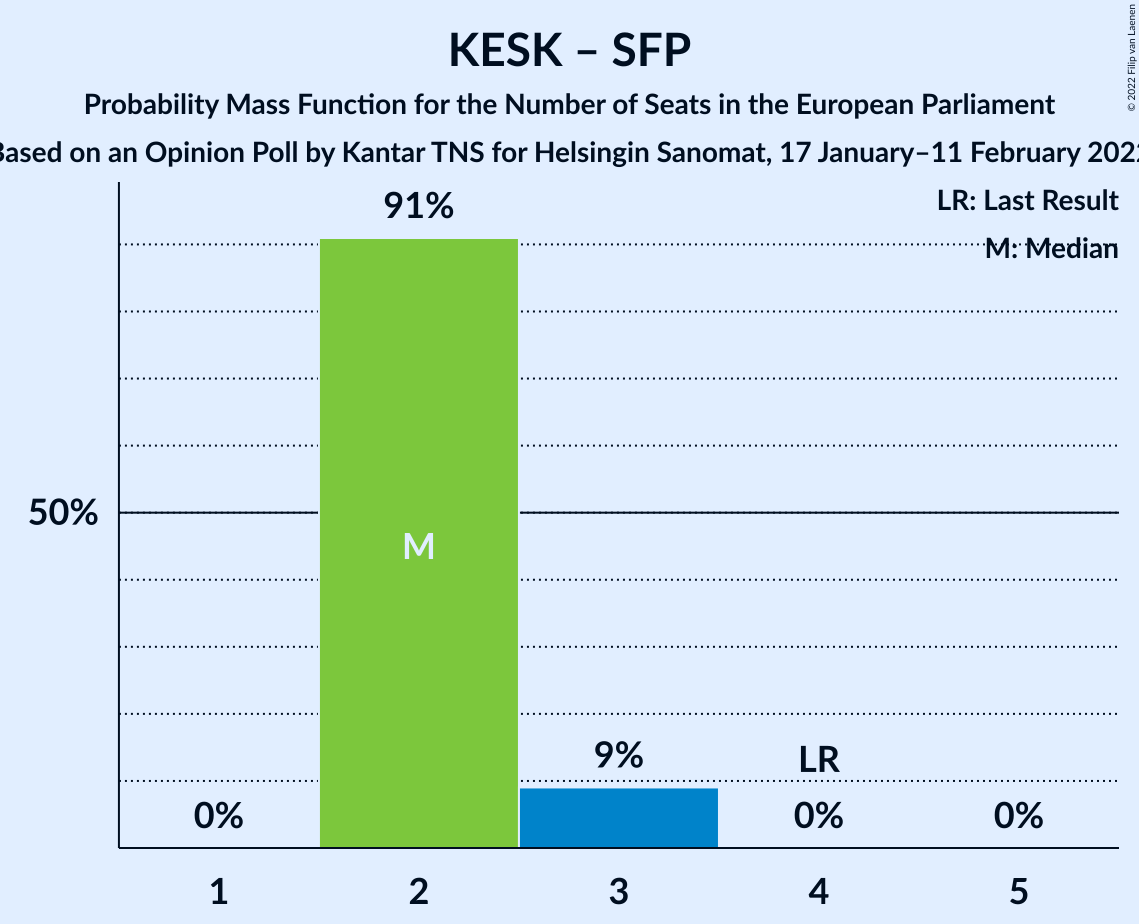 KESK – SFP
Probability Mass Function for the Number of Seats in the European Parliament
Based on an Opinion Poll by Kantar TNS for Helsingin Sanomat, 17 January–11 February 2022
© 2022 Filip van Laenen
LR: Last Result
M: Median
91%
50%
M
9%
LR
0%
0%
0%
1 2 3 4 5